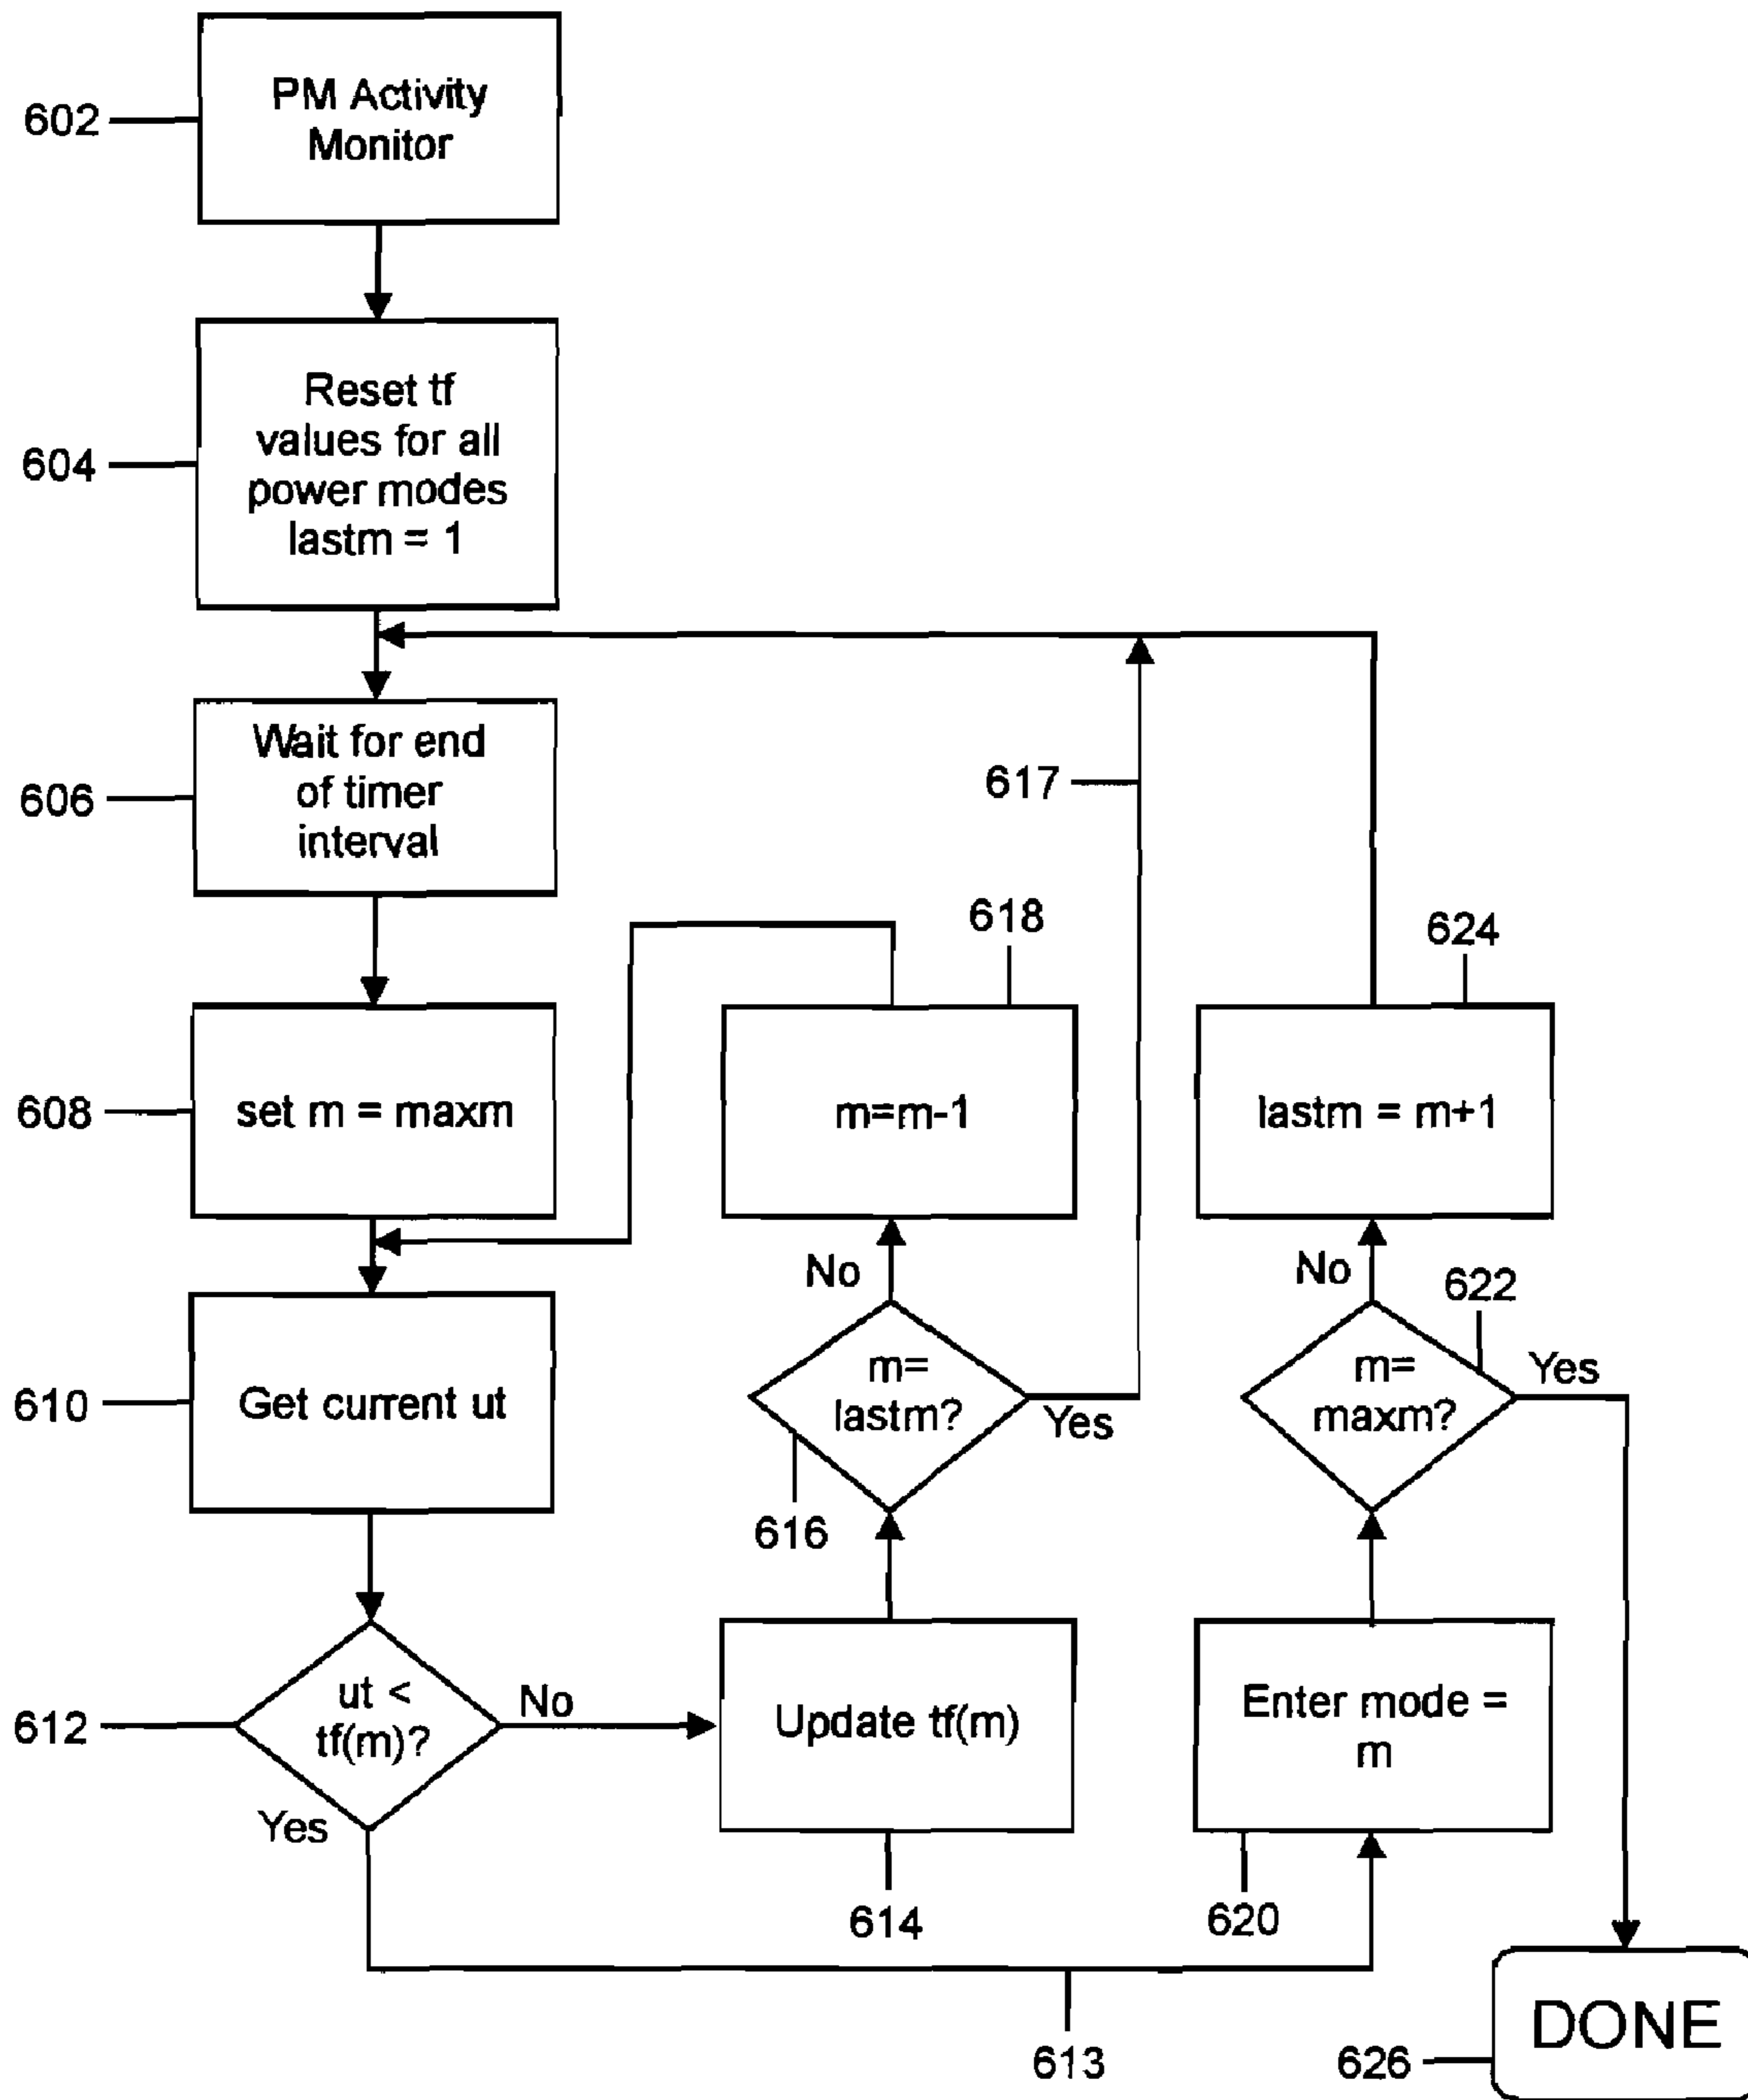 PM Activity
Monitor
602
Reset tf
values for all
power modes
lastm = 1
604
Wait for end
of timer
interval
606
617
618
624
set m = maxm
608
m=m-1
lastm = m+1
No
No
622
Get current ut
610
m=
lastm?
Yes
m=
maxm?
Yes
616
ut <
tf(m)?
612
No
Yes
Update tf(m)
Enter mode =
m
614
620
613
626
DONE